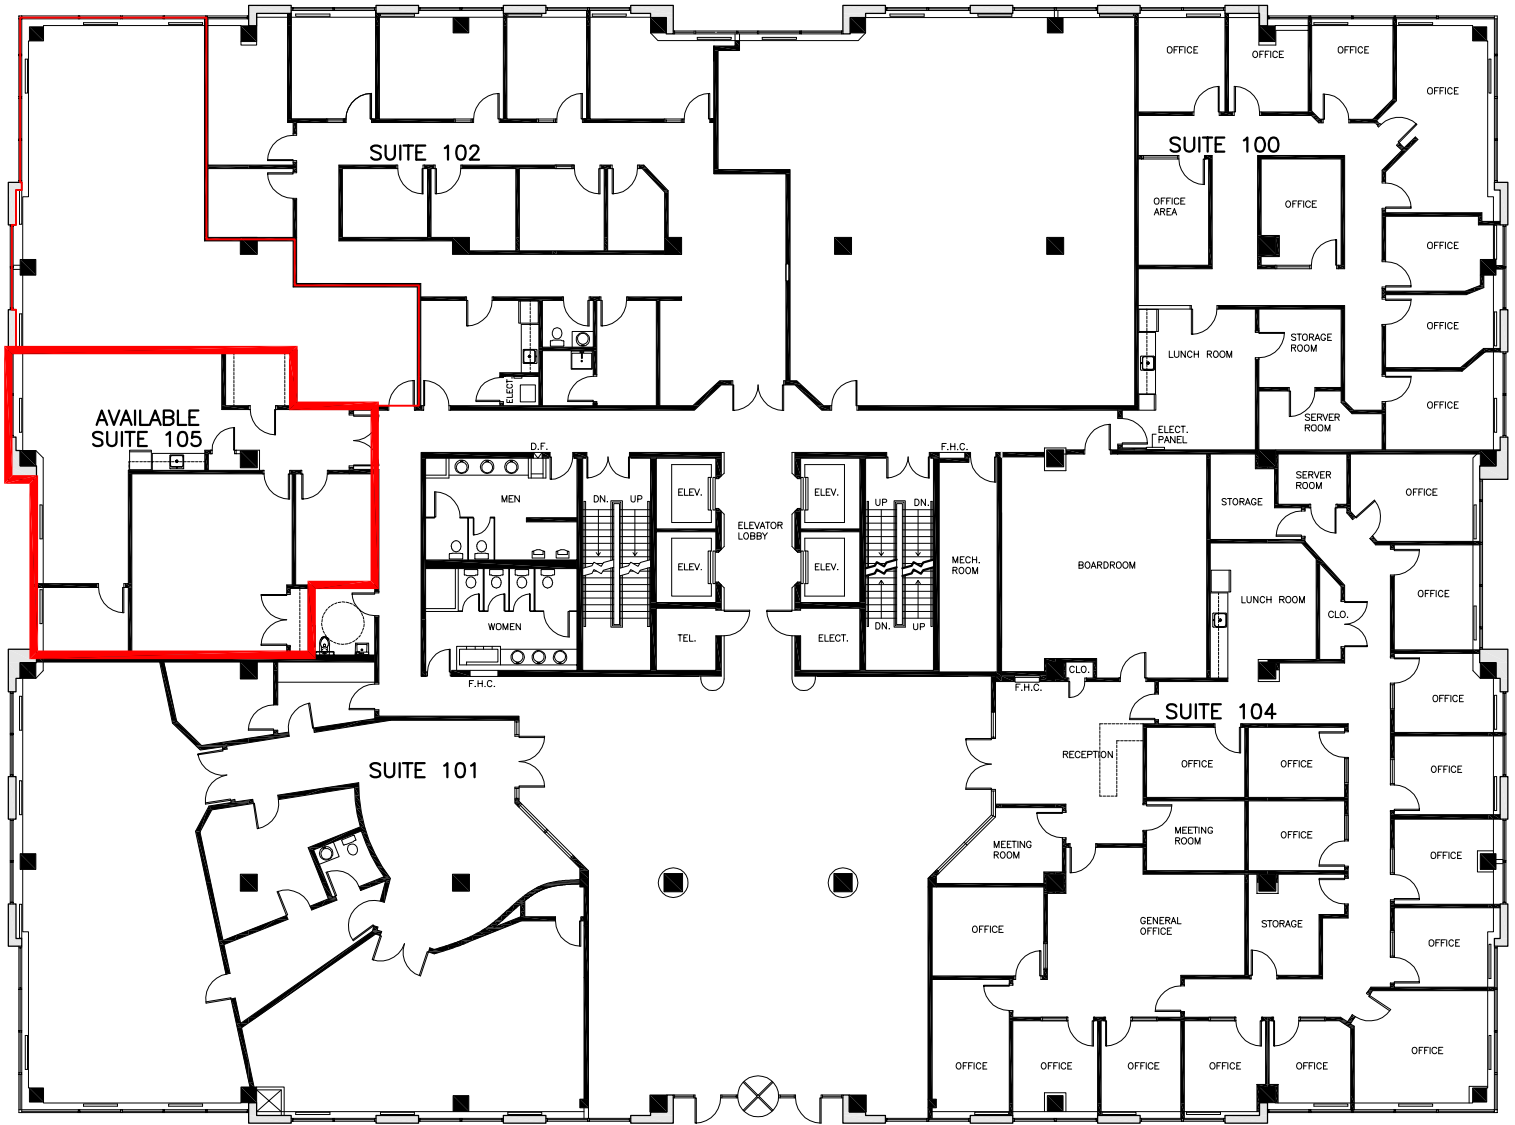 OFFICE
OFFICE
OFFICE
OFFICE
SUITE 102
SUITE 100
OFFICE
AREA
OFFICE
OFFICE
OFFICE
STORAGE
ROOM
LUNCH ROOM
ELECT.
OFFICE
AVAILABLE
SUITE 105
SERVER
ROOM
ELECT.
PANEL
D.F.
F.H.C.
MEN
DN.
UP
ELEV.
ELEV.
UP
DN.
SERVER
ROOM
STORAGE
OFFICE
ELEVATOR
LOBBY
ELEV.
ELEV.
MECH.
ROOM
BOARDROOM
OFFICE
LUNCH ROOM
CLO.
WOMEN
TEL.
ELECT.
DN.
UP
F.H.C.
F.H.C.
CLO.
OFFICE
SUITE 104
RECEPTION
OFFICE
OFFICE
OFFICE
SUITE 101
MEETING
ROOM
MEETING
ROOM
OFFICE
OFFICE
OFFICE
GENERAL
OFFICE
STORAGE
OFFICE
OFFICE
OFFICE
OFFICE
OFFICE
OFFICE
OFFICE